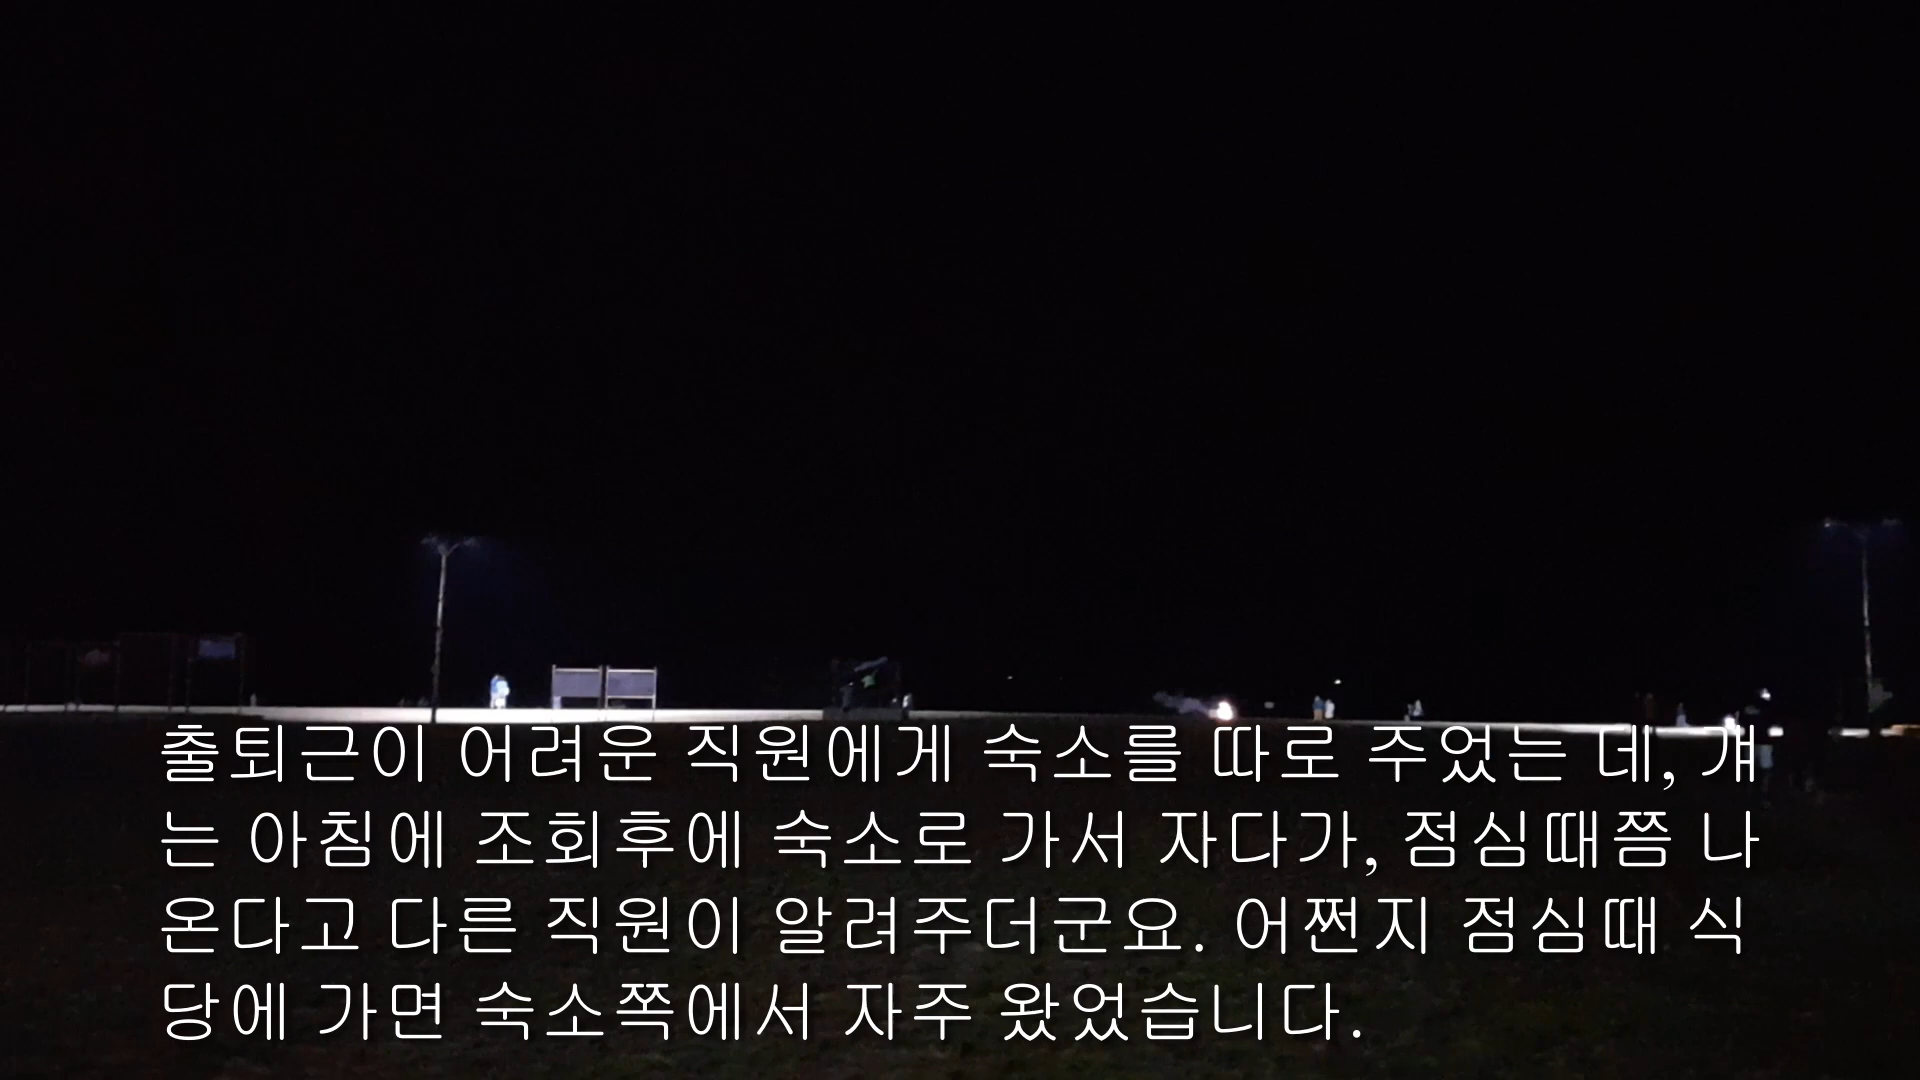 출퇴근이 어려운 직원에게 숙소를 따로 주었는 데, 걔
는 아침에 조회후에 숙소로 가서 자다가, 점심때쯤 나
온다고 다른 직원이 알려주더군요. 어쩐지 점심때 식
당에 가면 숙소쪽에서 자주 왔었습니다.